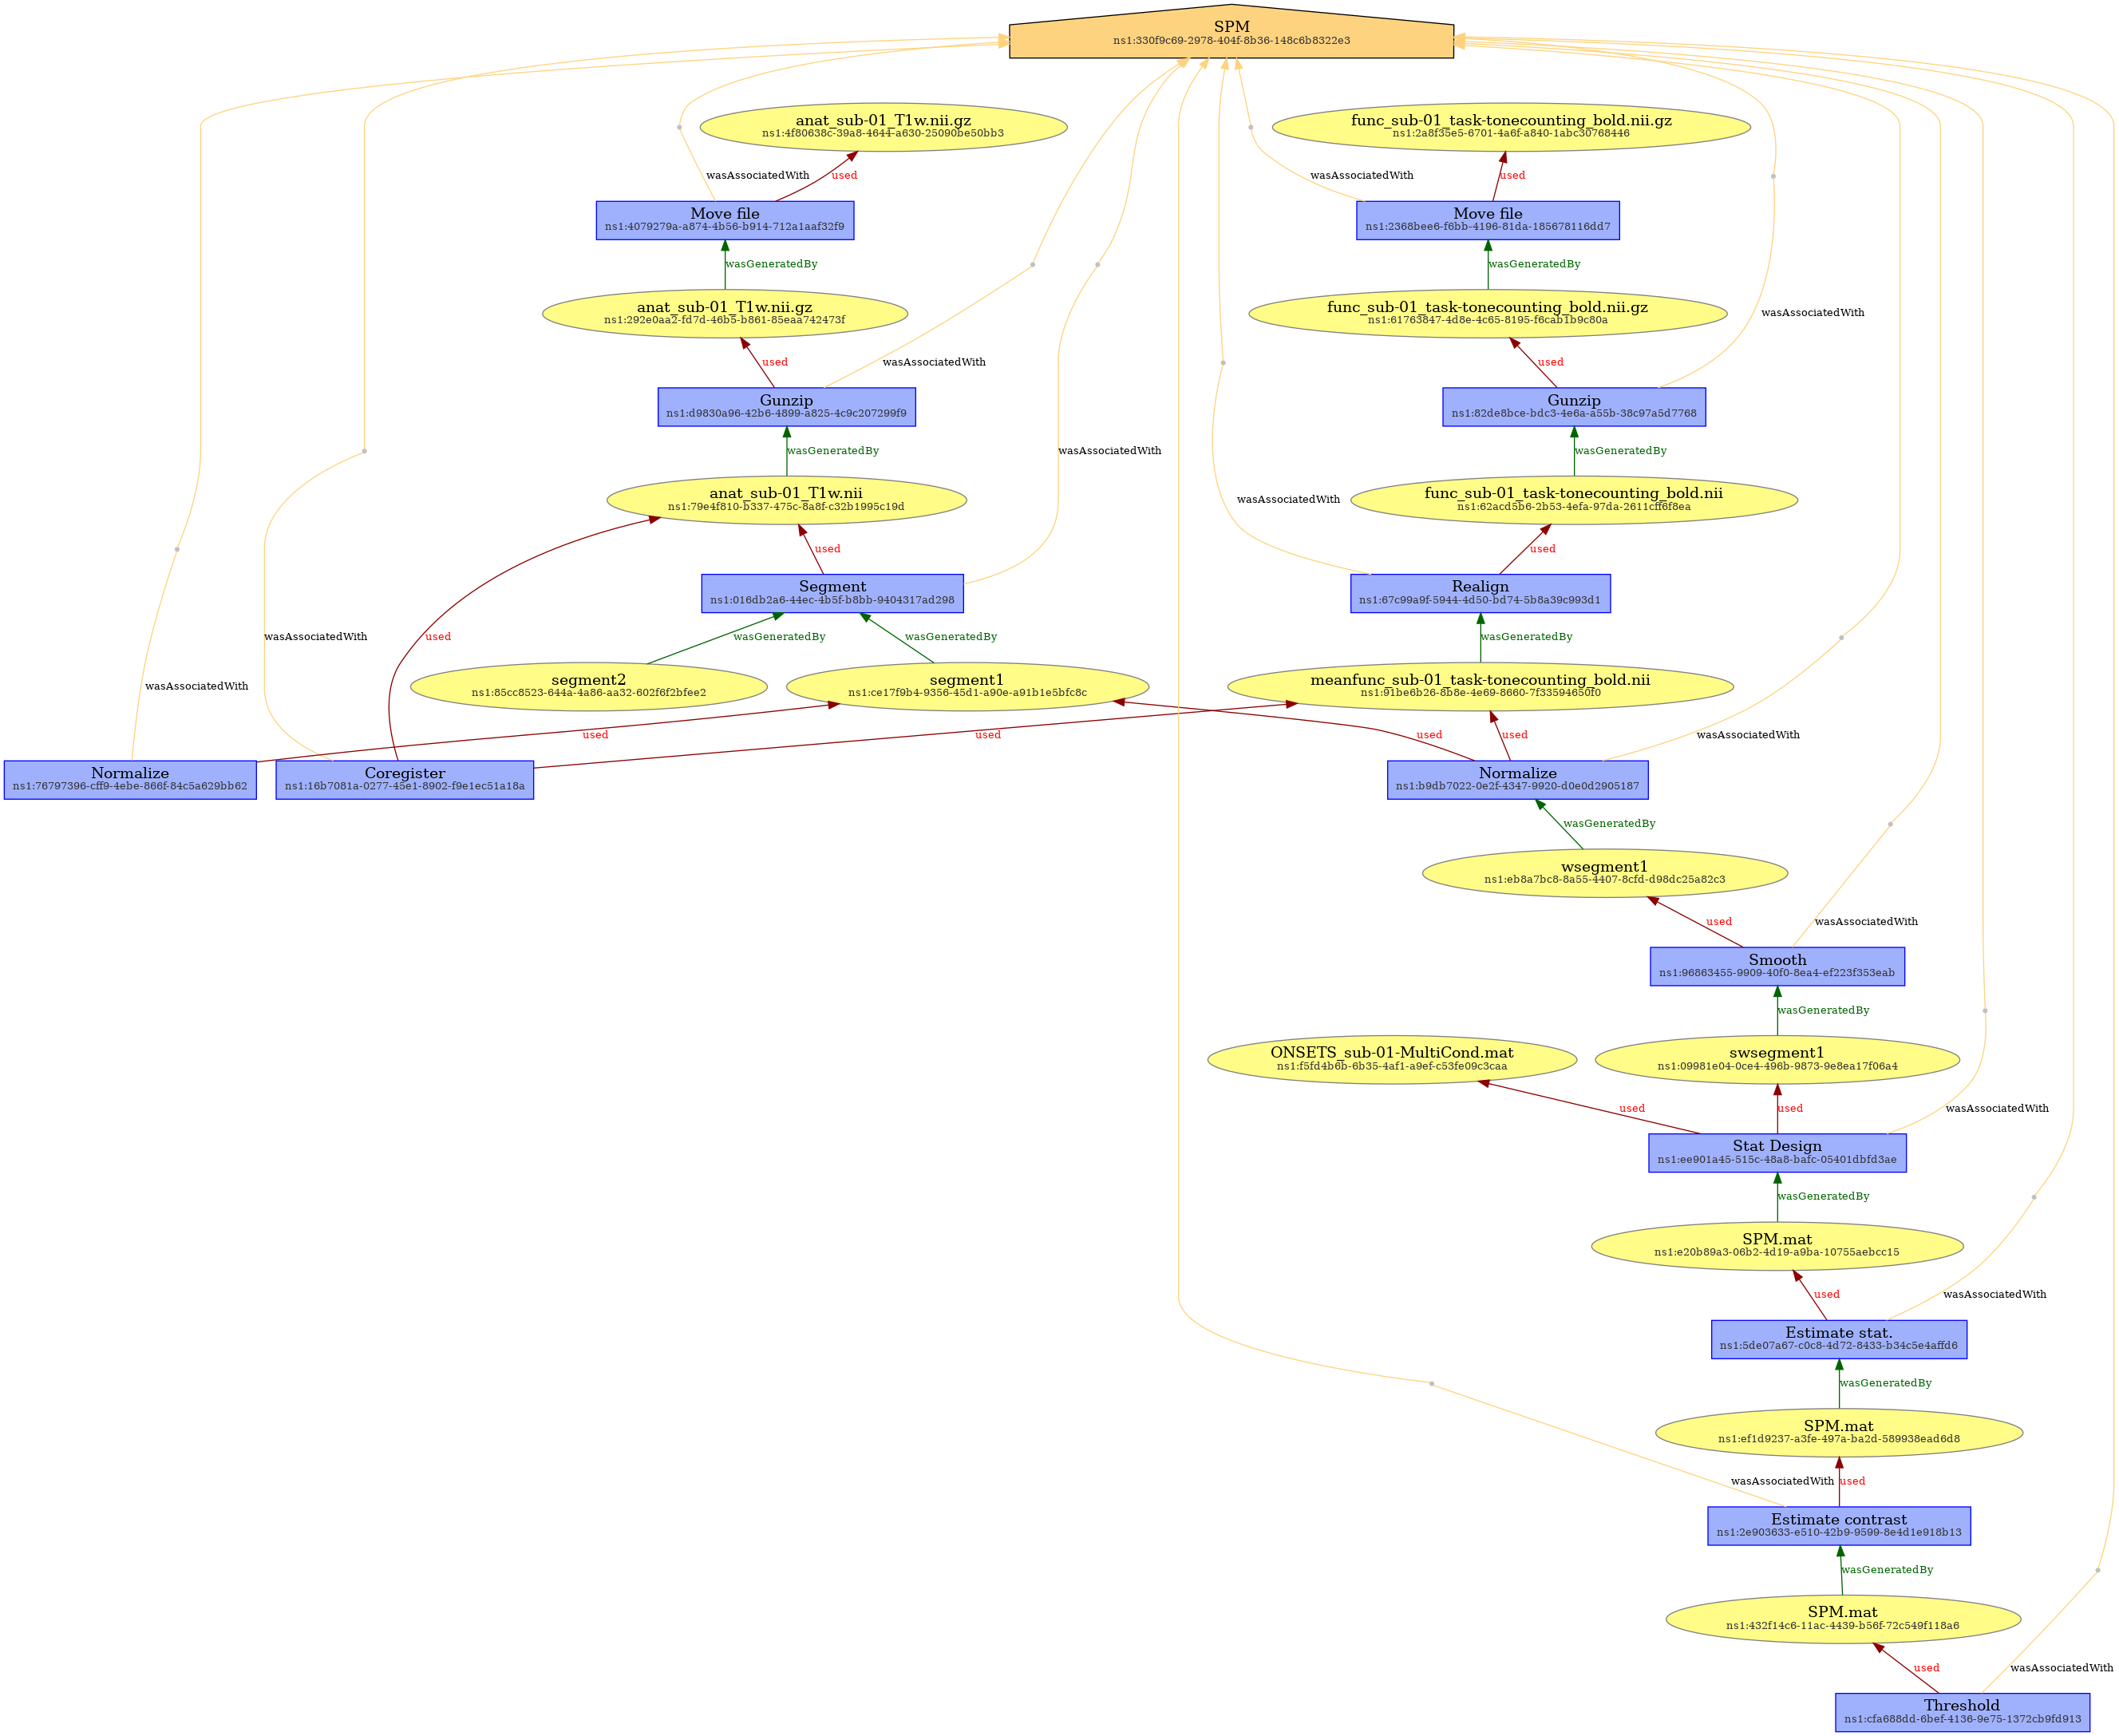 SPM
ns1:330f9c69-2978-404f-8b36-148c6b8322e3
anat_sub-01_T1w.nii.gz
ns1:4f80638c-39a8-4644-a630-25090be50bb3
func_sub-01_task-tonecounting_bold.nii.gz
ns1:2a8f35e5-6701-4a6f-a840-1abc30768446
wasAssociatedWith
used
wasAssociatedWith
used
Move file
ns1:4079279a-a874-4b56-b914-712a1aaf32f9
Move file
ns1:2368bee6-f6bb-4196-81da-185678116dd7
wasGeneratedBy
wasGeneratedBy
anat_sub-01_T1w.nii.gz
ns1:292e0aa2-fd7d-46b5-b861-85eaa742473f
func_sub-01_task-tonecounting_bold.nii.gz
ns1:61763847-4d8e-4c65-8195-f6cab1b9c80a
wasAssociatedWith
used
wasAssociatedWith
used
Gunzip
ns1:d9830a96-42b6-4899-a825-4c9c207299f9
Gunzip
ns1:82de8bce-bdc3-4e6a-a55b-38c97a5d7768
wasGeneratedBy
wasAssociatedWith
wasGeneratedBy
anat_sub-01_T1w.nii
ns1:79e4f810-b337-475c-8a8f-c32b1995c19d
func_sub-01_task-tonecounting_bold.nii
ns1:62acd5b6-2b53-4efa-97da-2611cff6f8ea
wasAssociatedWith
used
used
Segment
ns1:016db2a6-44ec-4b5f-b8bb-9404317ad298
Realign
ns1:67c99a9f-5944-4d50-bd74-5b8a39c993d1
wasAssociatedWith
used
wasGeneratedBy
wasGeneratedBy
wasGeneratedBy
segment2
ns1:85cc8523-644a-4a86-aa32-602f6f2bfee2
segment1
ns1:ce17f9b4-9356-45d1-a90e-a91b1e5bfc8c
meanfunc_sub-01_task-tonecounting_bold.nii
ns1:91be6b26-8b8e-4e69-8660-7f33594650f0
wasAssociatedWith
used
used
used
used
wasAssociatedWith
Normalize
ns1:76797396-cff9-4ebe-866f-84c5a629bb62
Coregister
ns1:16b7081a-0277-45e1-8902-f9e1ec51a18a
Normalize
ns1:b9db7022-0e2f-4347-9920-d0e0d2905187
wasGeneratedBy
wsegment1
ns1:eb8a7bc8-8a55-4407-8cfd-d98dc25a82c3
used
wasAssociatedWith
Smooth
ns1:96863455-9909-40f0-8ea4-ef223f353eab
wasGeneratedBy
ONSETS_sub-01-MultiCond.mat
ns1:f5fd4b6b-6b35-4af1-a9ef-c53fe09c3caa
swsegment1
ns1:09981e04-0ce4-496b-9873-9e8ea17f06a4
used
used
wasAssociatedWith
Stat Design
ns1:ee901a45-515c-48a8-bafc-05401dbfd3ae
wasGeneratedBy
SPM.mat
ns1:e20b89a3-06b2-4d19-a9ba-10755aebcc15
used
wasAssociatedWith
Estimate stat.
ns1:5de07a67-c0c8-4d72-8433-b34c5e4affd6
wasGeneratedBy
SPM.mat
ns1:ef1d9237-a3fe-497a-ba2d-589938ead6d8
wasAssociatedWith
used
Estimate contrast
ns1:2e903633-e510-42b9-9599-8e4d1e918b13
wasGeneratedBy
SPM.mat
ns1:432f14c6-11ac-4439-b56f-72c549f118a6
used
wasAssociatedWith
Threshold
ns1:cfa688dd-6bef-4136-9e75-1372cb9fd913